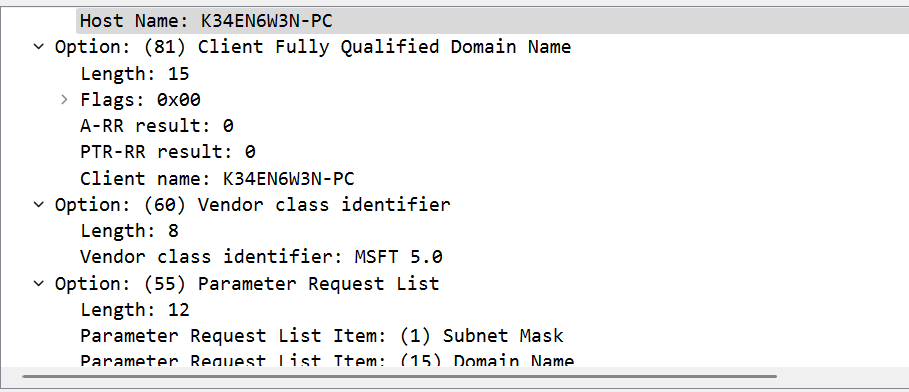 Host Name: K34EN6W3N-PC
Option: (81) Client Fully Qualified Domain Name
Length: 15
Flags: 0x00
A-RR result: 0
PTR-RR result: 0
Client name: K34EN6W3N-PC
Option: (60) Vendor class identifier
Length: 8
Vendor class identifier: MSFT 5.0
Option: (55) Parameter Request List
Length: 12
Parameter Request List Item: (1) Subnet Mask
Parameter Request List Item: (15) Domain Name